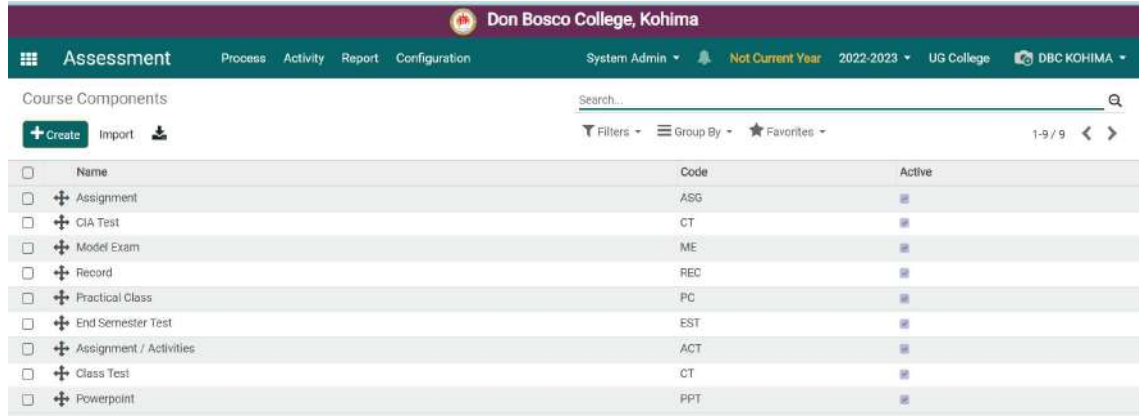 Don Bosco College, Kohima
Assessment Process Activity Report Configuration System Admin Not Current Year 2022-2023 UG College DBC KOHIMA
Course Components Search...
Create Import Filters Group By Favorites 1-9 / 9
Name Code Active
Assignment ASG
CIA Test CT
Model Exam ME
Record REC
Practical Class PC
End Semester Test EST
Assignment / Activities ACT
Class Test CT
Powerpoint PPT